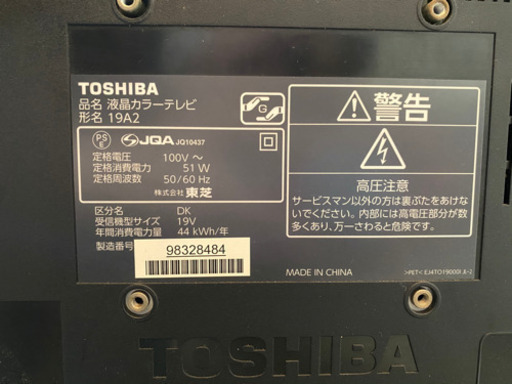 TOSHIBA
品名 液晶カラーテレビ
形名 19A2
G
PS
E
JQA JQ10437
定格電圧 100V ～
定格消費電力 51W
定格周波数 50/60Hz
株式会社 東芝
区分名 DK
受信機型サイズ 19V
年間消費電力量 44kWh/年
製造番号
98328484
警告
高圧注意
サービスマン以外の方は裏ぶたをあけな
いでください。内部には高電圧部分が数
多くあり、万一さわると危険です。
MADE IN CHINA
TOSHIBA